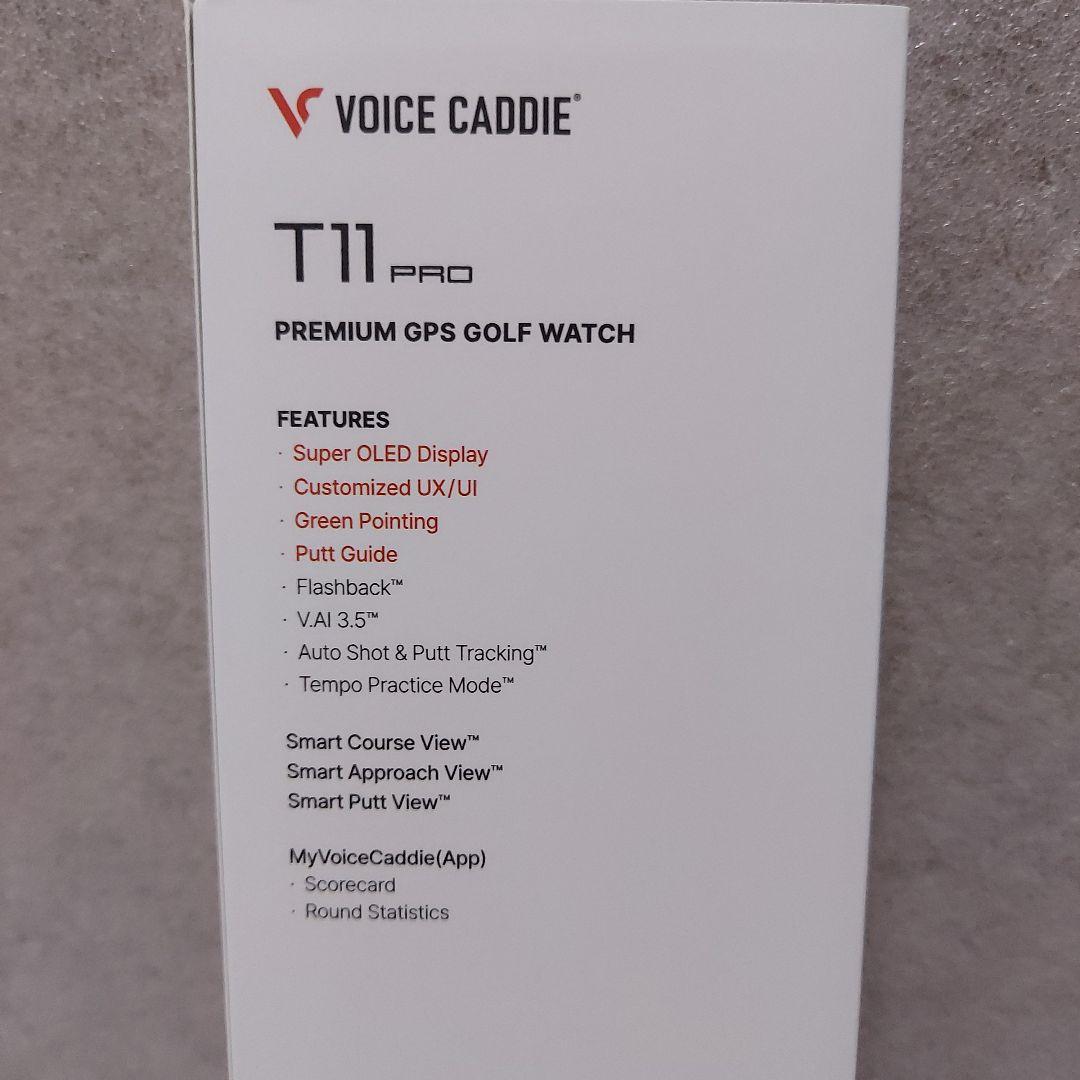 VOICE CADDIE®
T11 PRO
PREMIUM GPS GOLF WATCH
FEATURES
· Super OLED Display
· Customized UX/UI
· Green Pointing
· Putt Guide
· Flashback™
· V.AI 3.5™
· Auto Shot & Putt Tracking™
· Tempo Practice Mode™
Smart Course View™
Smart Approach View™
Smart Putt View™
MyVoiceCaddie(App)
· Scorecard
· Round Statistics